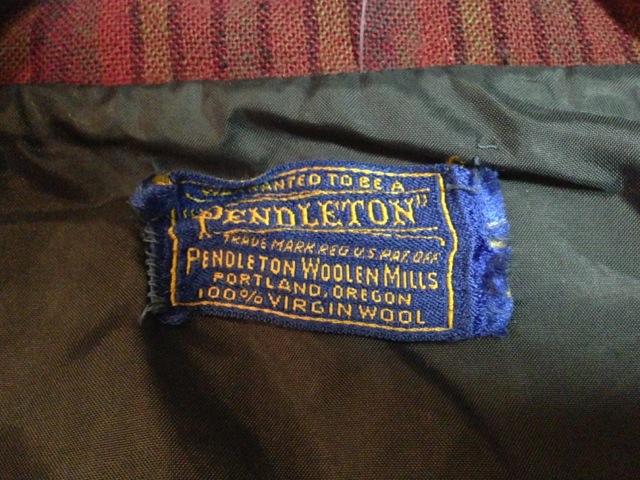 WARRANTED TO BE A
"PENDLETON"
TRADE MARK REG. U.S. PAT. OFF.
PENDLETON WOOLEN MILLS
PORTLAND, OREGON
100% VIRGIN WOOL